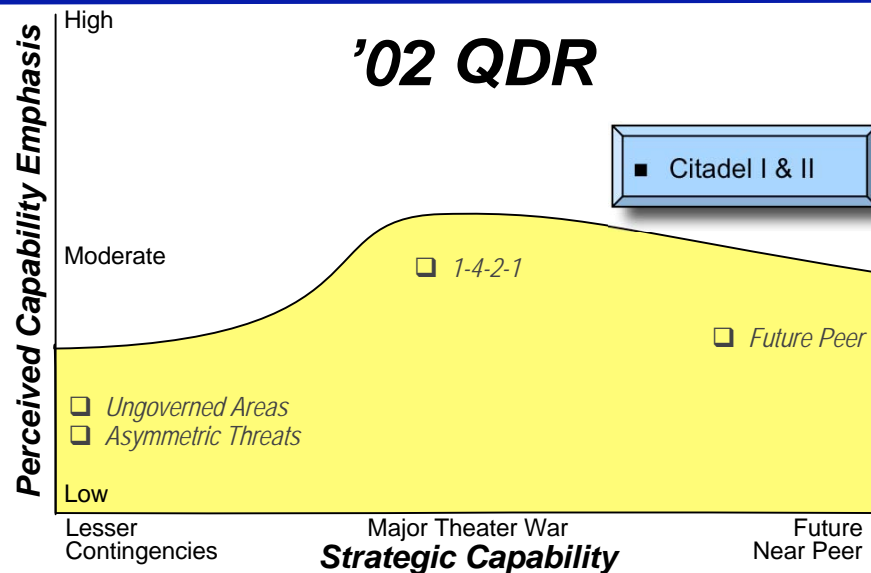 Perceived Capability Emphasis
High
’02 QDR
■ Citadel I & II
Moderate
❑ 1-4-2-1
❑ Future Peer
❑ Ungoverned Areas
❑ Asymmetric Threats
Low
Lesser
Contingencies
Major Theater War
Future
Near Peer
Strategic Capability